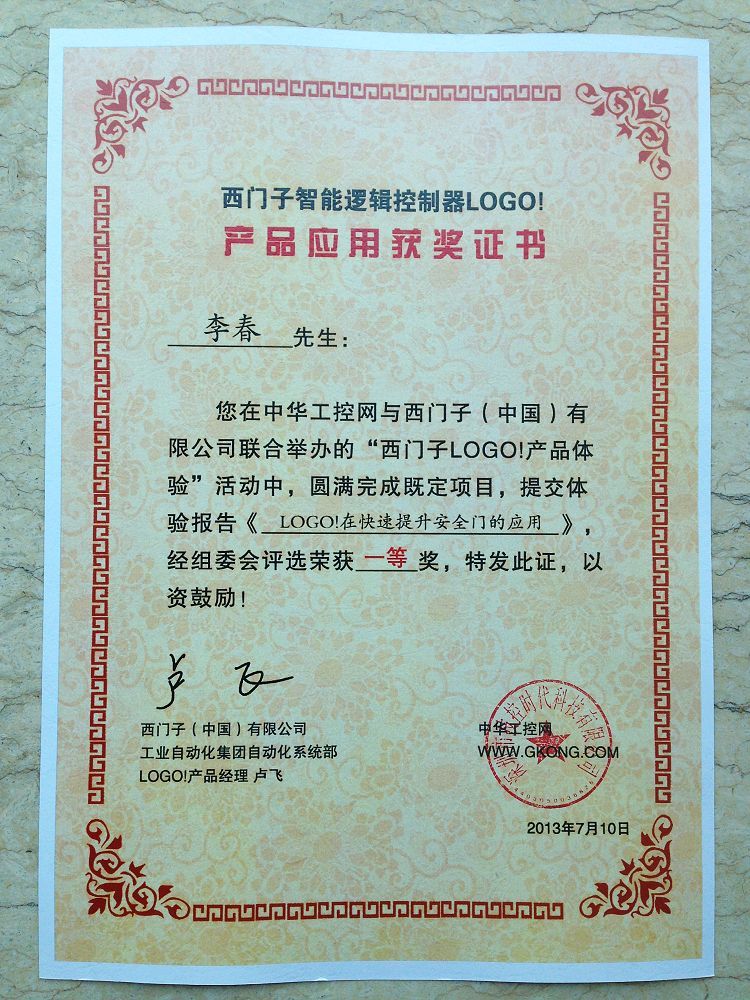 西门子智能逻辑控制器LOGO!
产品应用获奖证书
李春 先生：
您在中华工控网与西门子（中国）有
限公司联合举办的“西门子LOGO!产品体
验”活动中，圆满完成既定项目，提交体
验报告《 LOGO!在快速提升安全门的应用 》，
经组委会评选荣获 一等 奖，特发此证，以
资鼓励！
卢飞
西门子（中国）有限公司
工业自动化集团自动化系统部
LOGO!产品经理 卢飞
中华工控网
WWW.GKONG.COM
2013年7月10日